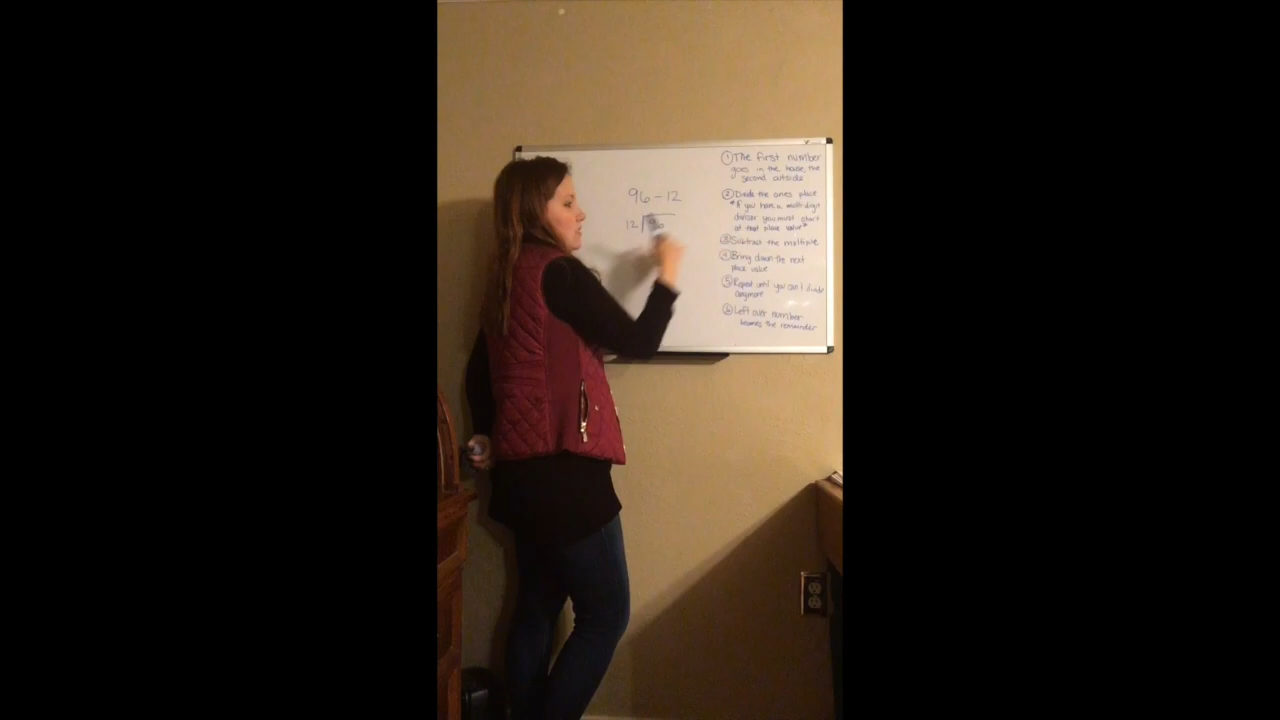 96 - 12
12 96
① The first number
goes in the house, the
second outside
② Divide the ones place
*If you have a multi-digit
divisor you must start
at that place value*
③ Subtract the multiple
④ Bring down the next
place value
⑤ Repeat until you can't divide
anymore
⑥ Left over number
becomes the remainder